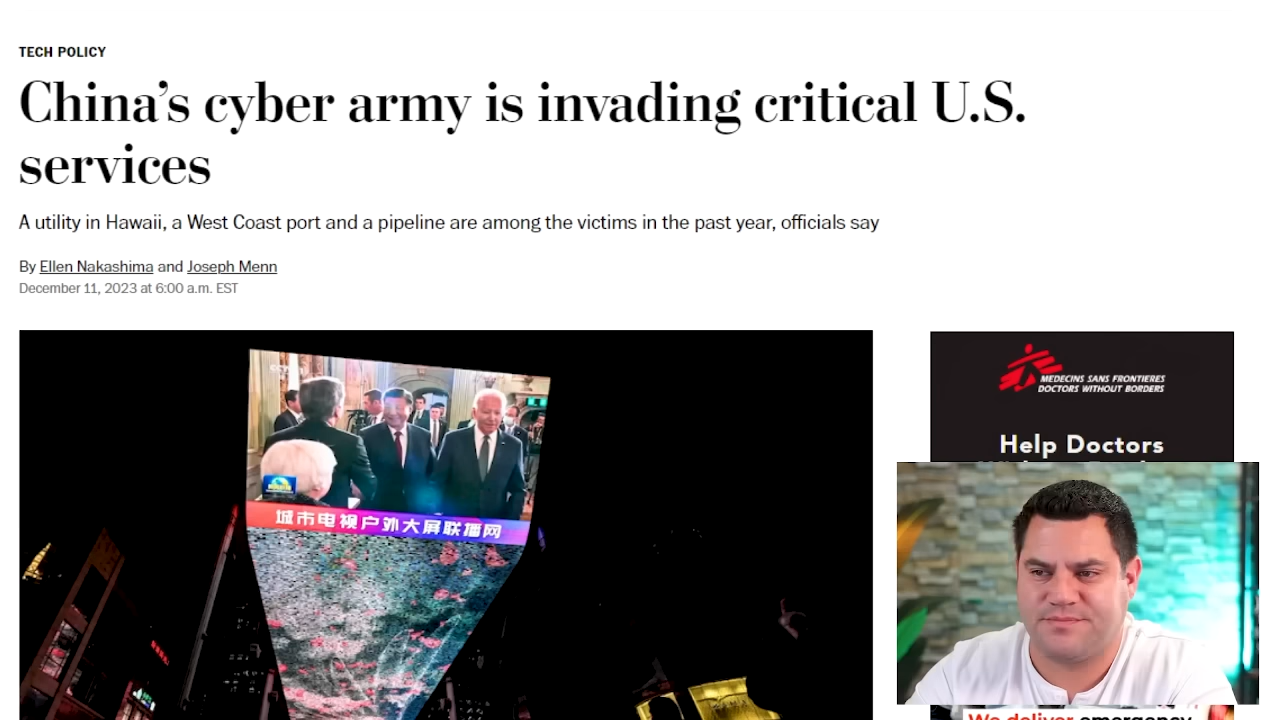 TECH POLICY
China’s cyber army is invading critical U.S.
services
A utility in Hawaii, a West Coast port and a pipeline are among the victims in the past year, officials say
By Ellen Nakashima and Joseph Menn
December 11, 2023 at 6:00 a.m. EST
城市电视户外大屏联播网
MEDECINS SANS FRONTIERES
DOCTORS WITHOUT BORDERS
Help Doctors
We deliver emergency